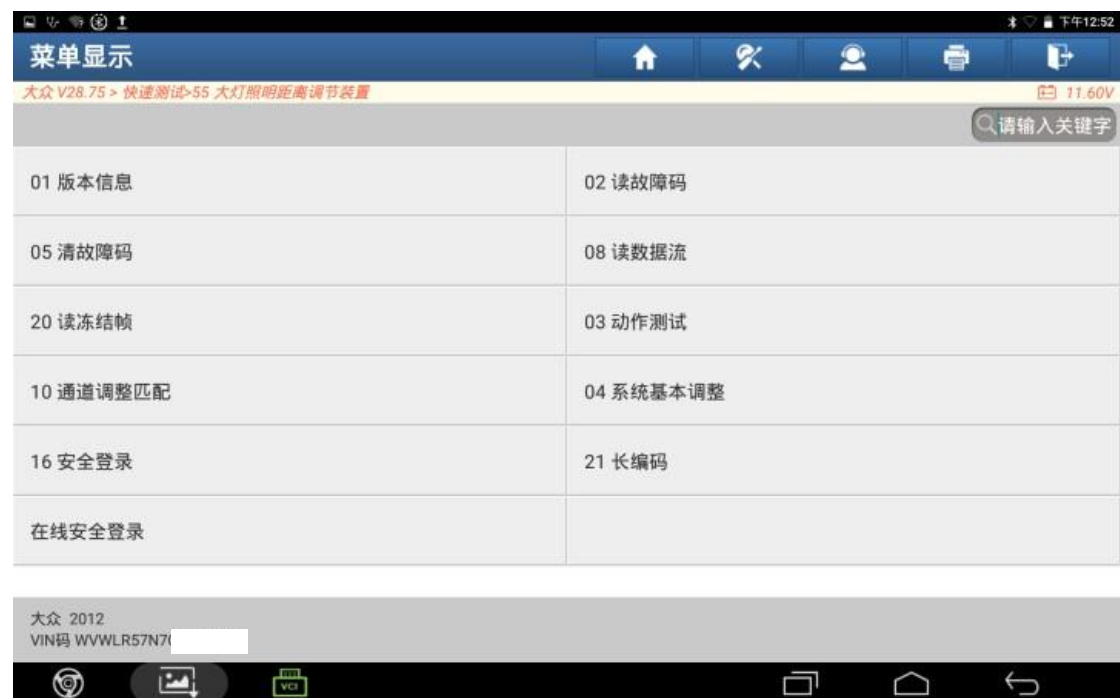 下午12:52
菜单显示
大众 V28.75 > 快速测试>55 大灯照明距离调节装置
11.60V
请输入关键字
01 版本信息
02 读故障码
05 清故障码
08 读数据流
20 读冻结帧
03 动作测试
10 通道调整匹配
04 系统基本调整
16 安全登录
21 长编码
在线安全登录
大众 2012
VIN码 WVWLR57N7
VCI